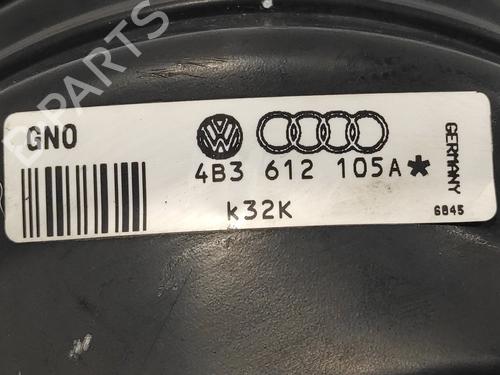 B-PARTS
GNO
4B3 612 105A*
k32K
GERMANY
6845